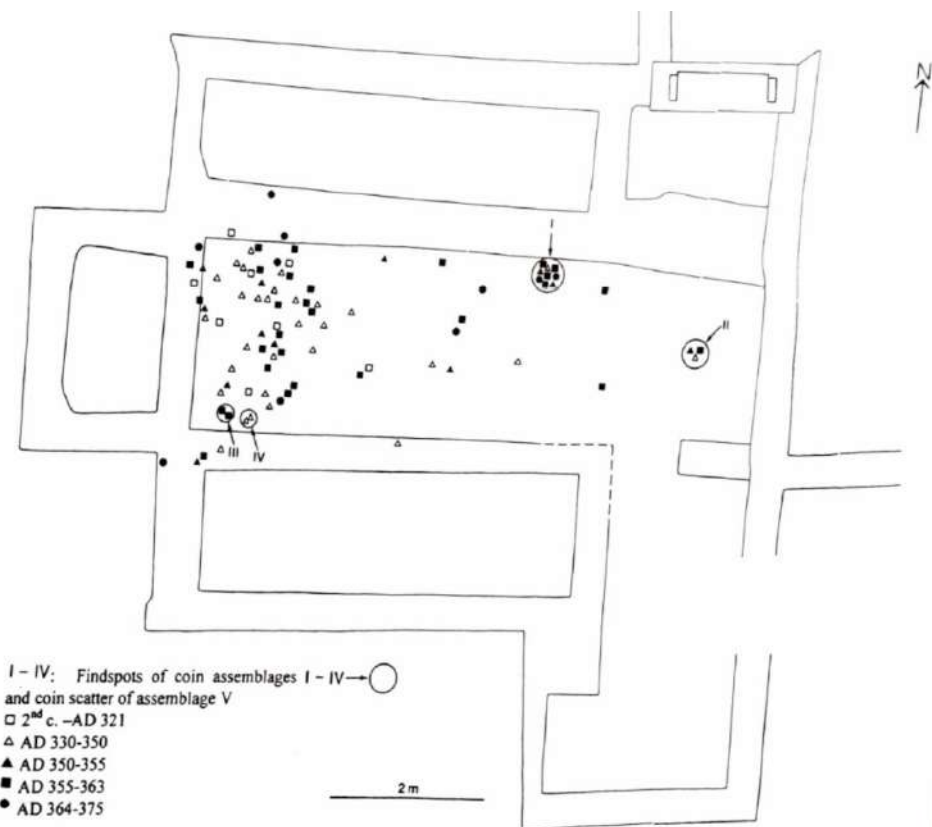 N
I
II
III
IV
I – IV: Findspots of coin assemblages I – IV
and coin scatter of assemblage V
2nd c. –AD 321
AD 330-350
AD 350-355
AD 355-363
AD 364-375
2 m